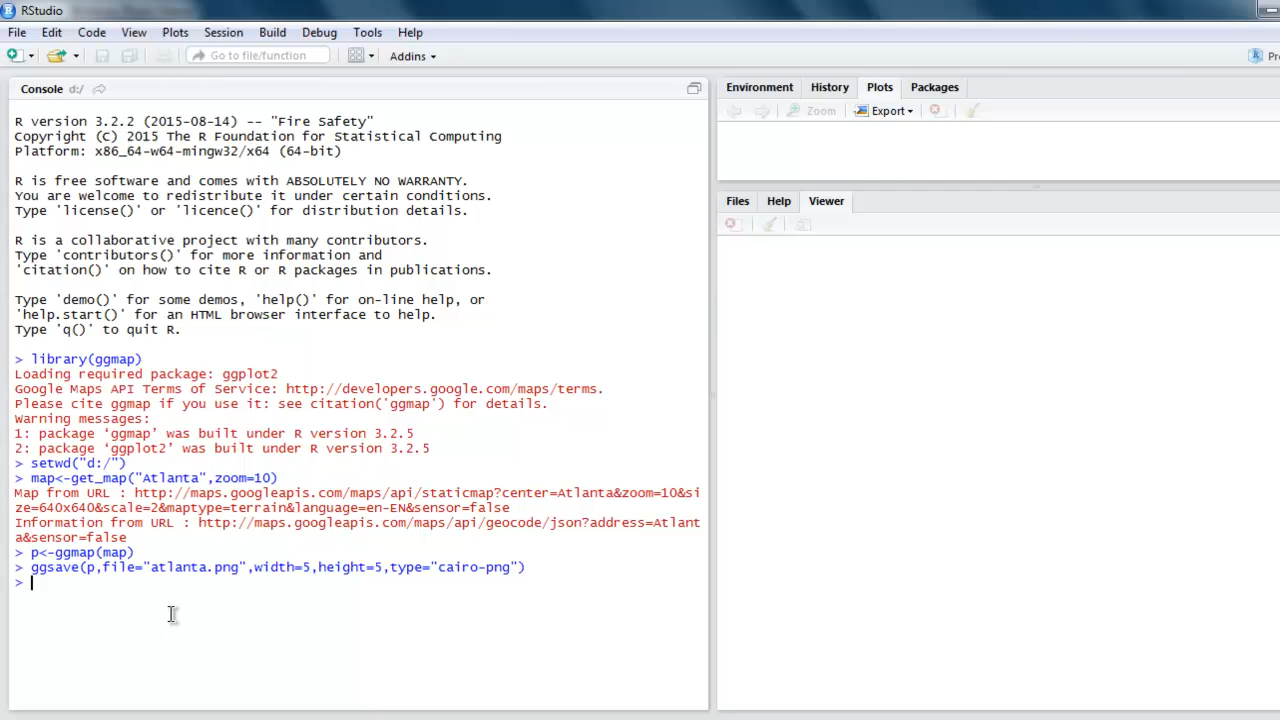 RStudio
File Edit Code View Plots Session Build Debug Tools Help
Go to file/function Addins
Console d:/
R version 3.2.2 (2015-08-14) -- "Fire Safety"
Copyright (C) 2015 The R Foundation for Statistical Computing
Platform: x86_64-w64-mingw32/x64 (64-bit)
R is free software and comes with ABSOLUTELY NO WARRANTY.
You are welcome to redistribute it under certain conditions.
Type 'license()' or 'licence()' for distribution details.
R is a collaborative project with many contributors.
Type 'contributors()' for more information and
'citation()' on how to cite R or R packages in publications.
Type 'demo()' for some demos, 'help()' for on-line help, or
'help.start()' for an HTML browser interface to help.
Type 'q()' to quit R.
> library(ggmap)
Loading required package: ggplot2
Google Maps API Terms of Service: http://developers.google.com/maps/terms.
Please cite ggmap if you use it: see citation('ggmap') for details.
Warning messages:
1: package ‘ggmap’ was built under R version 3.2.5
2: package ‘ggplot2’ was built under R version 3.2.5
> setwd("d:/")
> map<-get_map("Atlanta",zoom=10)
Map from URL : http://maps.googleapis.com/maps/api/staticmap?center=Atlanta&zoom=10&si
ze=640x640&scale=2&maptype=terrain&language=en-EN&sensor=false
Information from URL : http://maps.googleapis.com/maps/api/geocode/json?address=Atlant
a&sensor=false
> p<-ggmap(map)
> ggsave(p,file="atlanta.png",width=5,height=5,type="cairo-png")
>
Environment History Plots Packages
Zoom Export
Files Help Viewer